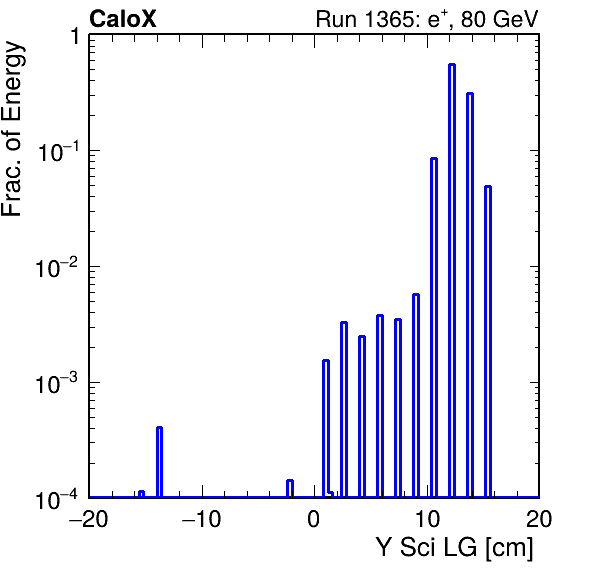 CaloX Run 1365: e⁺, 80 GeV
Frac. of Energy
1
10⁻¹
10⁻²
10⁻³
10⁻⁴
−20 −10 0 10 20
Y Sci LG [cm]